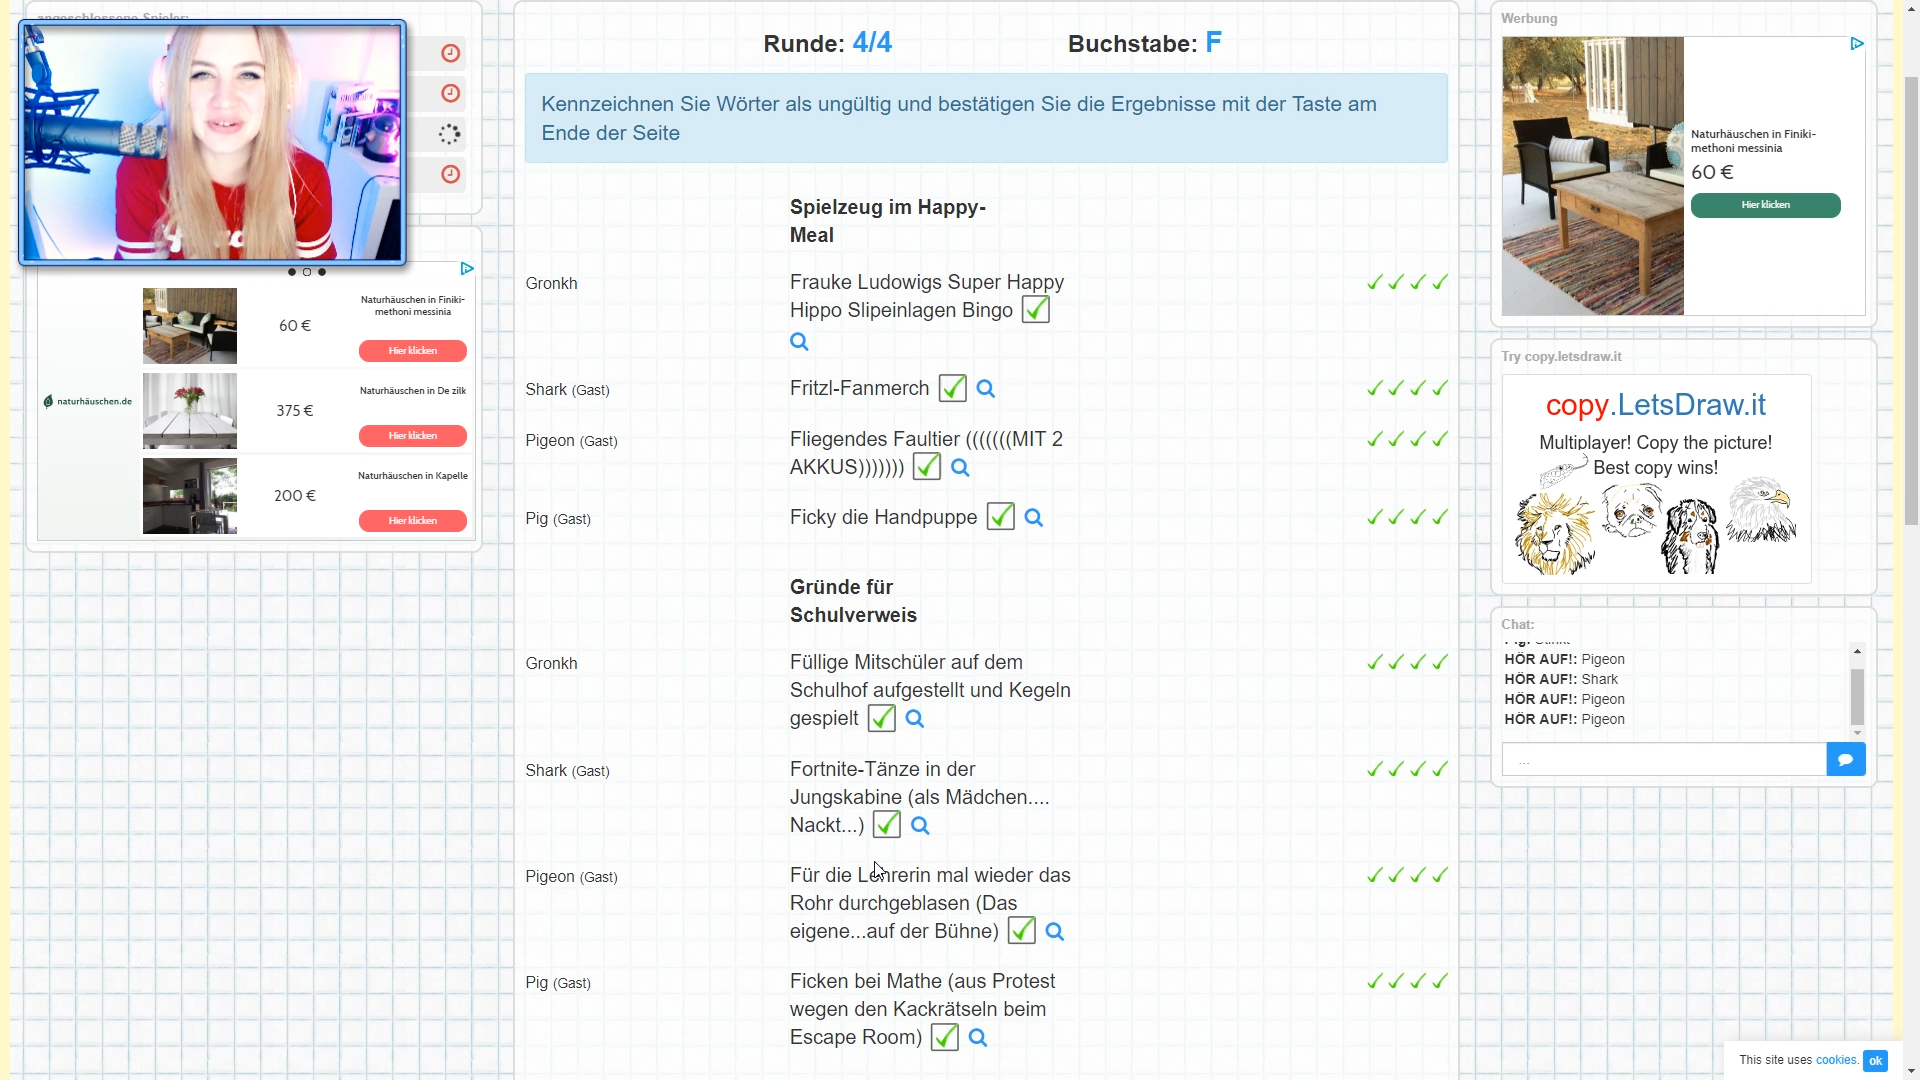 angeschlossene Spieler:
Runde: 4/4
Buchstabe: F
Kennzeichnen Sie Wörter als ungültig und bestätigen Sie die Ergebnisse mit der Taste am
Ende der Seite
Spielzeug im Happy-
Meal
Gronkh
Frauke Ludowigs Super Happy
Hippo Slipeinlagen Bingo
Shark (Gast)
Fritzl-Fanmerch
Pigeon (Gast)
Fliegendes Faultier (((((((MIT 2
AKKUS)))))))
Pig (Gast)
Ficky die Handpuppe
Gründe für
Schulverweis
Gronkh
Füllige Mitschüler auf dem
Schulhof aufgestellt und Kegeln
gespielt
Shark (Gast)
Fortnite-Tänze in der
Jungskabine (als Mädchen....
Nackt...)
Pigeon (Gast)
Für die Lehrerin mal wieder das
Rohr durchgeblasen (Das
eigene...auf der Bühne)
Pig (Gast)
Ficken bei Mathe (aus Protest
wegen den Kackrätseln beim
Escape Room)
naturhäuschen.de
Naturhäuschen in Finiki-
methoni messinia
60 €
Hier klicken
Naturhäuschen in De zilk
375 €
Hier klicken
Naturhäuschen in Kapelle
200 €
Hier klicken
Werbung
Naturhäuschen in Finiki-
methoni messinia
60 €
Hier klicken
Try copy.letsdraw.it
copy.LetsDraw.it
Multiplayer! Copy the picture!
Best copy wins!
Chat:
HÖR AUF!: Pigeon
HÖR AUF!: Shark
HÖR AUF!: Pigeon
HÖR AUF!: Pigeon
...
This site uses cookies. ok